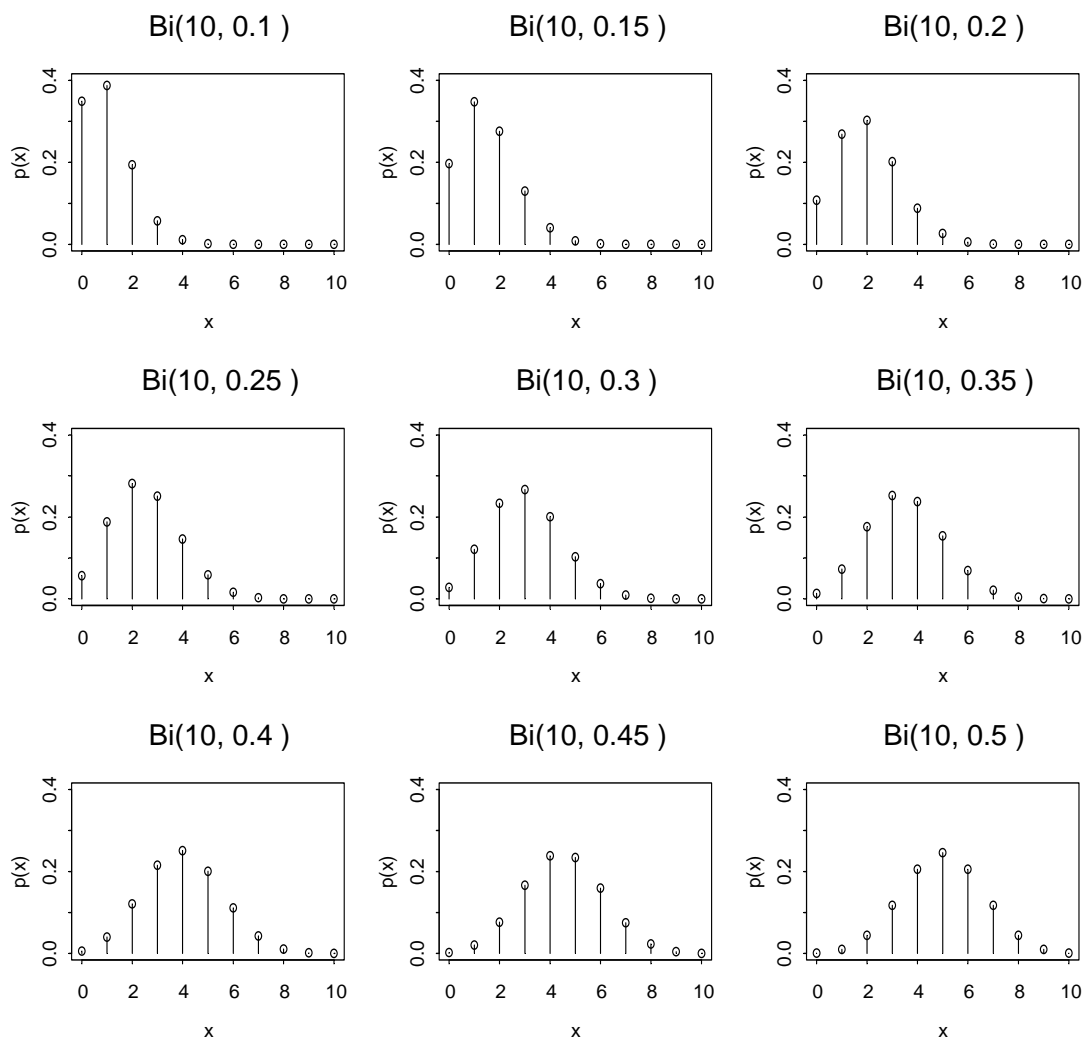 Bi(10, 0.1 )
p(x)
0.4
0.2
0.0
0 2 4 6 8 10
x
Bi(10, 0.15 )
p(x)
0.4
0.2
0.0
0 2 4 6 8 10
x
Bi(10, 0.2 )
p(x)
0.4
0.2
0.0
0 2 4 6 8 10
x
Bi(10, 0.25 )
p(x)
0.4
0.2
0.0
0 2 4 6 8 10
x
Bi(10, 0.3 )
p(x)
0.4
0.2
0.0
0 2 4 6 8 10
x
Bi(10, 0.35 )
p(x)
0.4
0.2
0.0
0 2 4 6 8 10
x
Bi(10, 0.4 )
p(x)
0.4
0.2
0.0
0 2 4 6 8 10
x
Bi(10, 0.45 )
p(x)
0.4
0.2
0.0
0 2 4 6 8 10
x
Bi(10, 0.5 )
p(x)
0.4
0.2
0.0
0 2 4 6 8 10
x